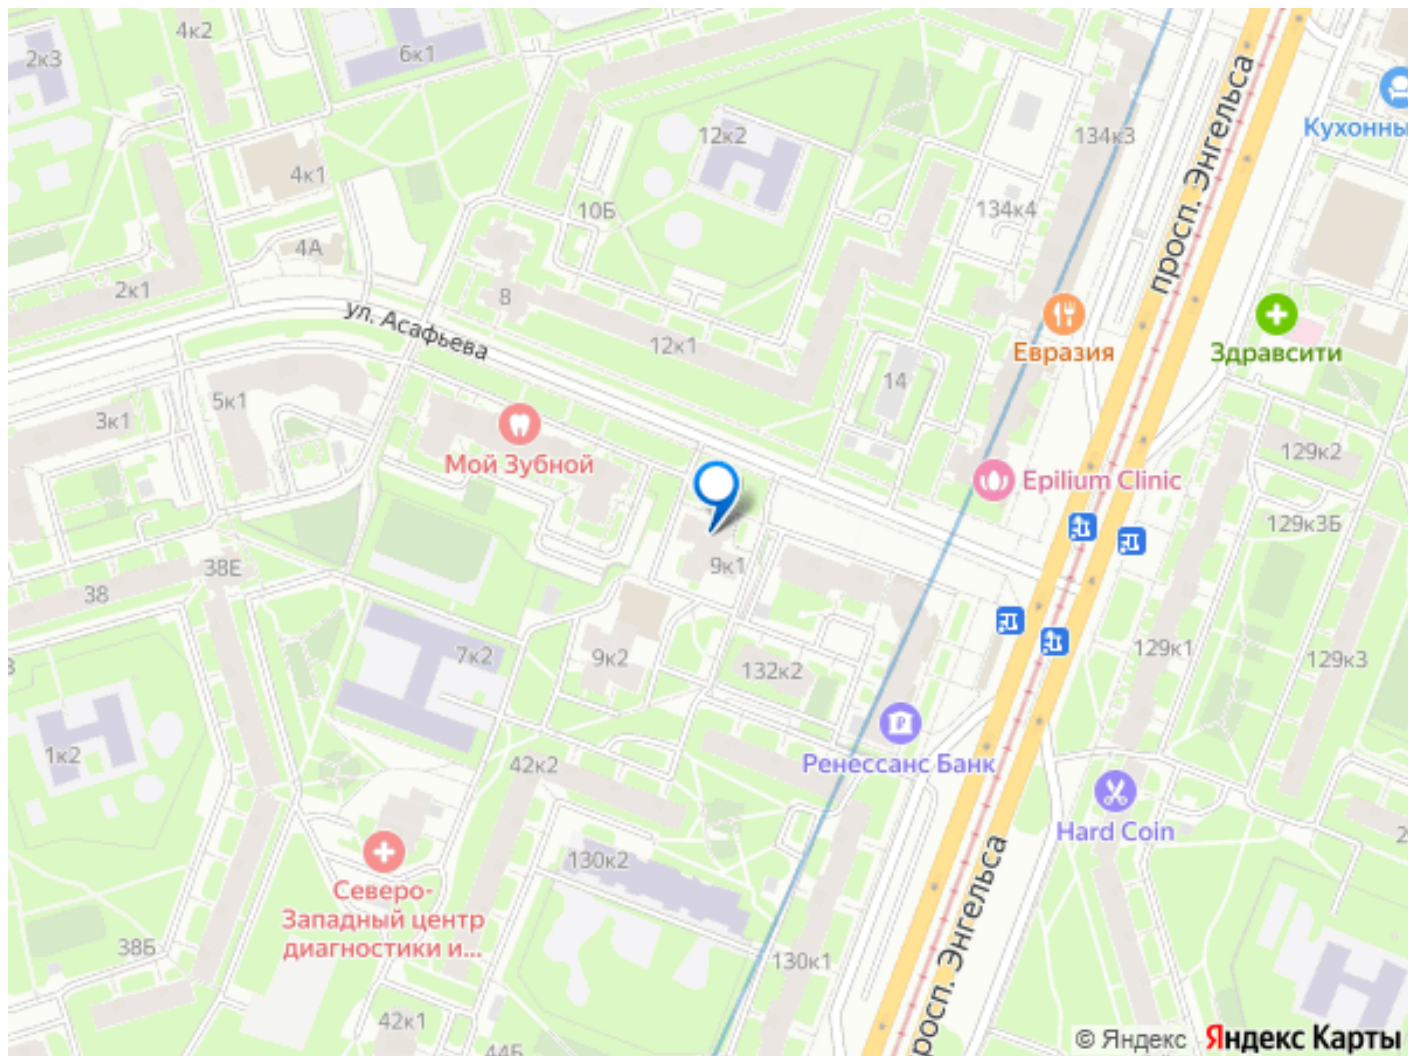 4к2
2к3
6к1
просп. Энгельса
Кухонны
12к2
134к3
4к1
10Б
134к4
4А
2к1
8
ул. Асафьева
12к1
Евразия
Здравсити
14
5к1
3к1
Мой Зубной
129к2
Epilium Clinic
129к3Б
9к1
38Е
38
7к2
9к2
132к2
129к1
129к3
1к2
Ренессанс Банк
42к2
Hard Coin
130к2
Северо-
Западный центр
диагностики и...
38Б
130к1
росп. Энгельса
42к1
44Б
© Яндекс Яндекс Карты